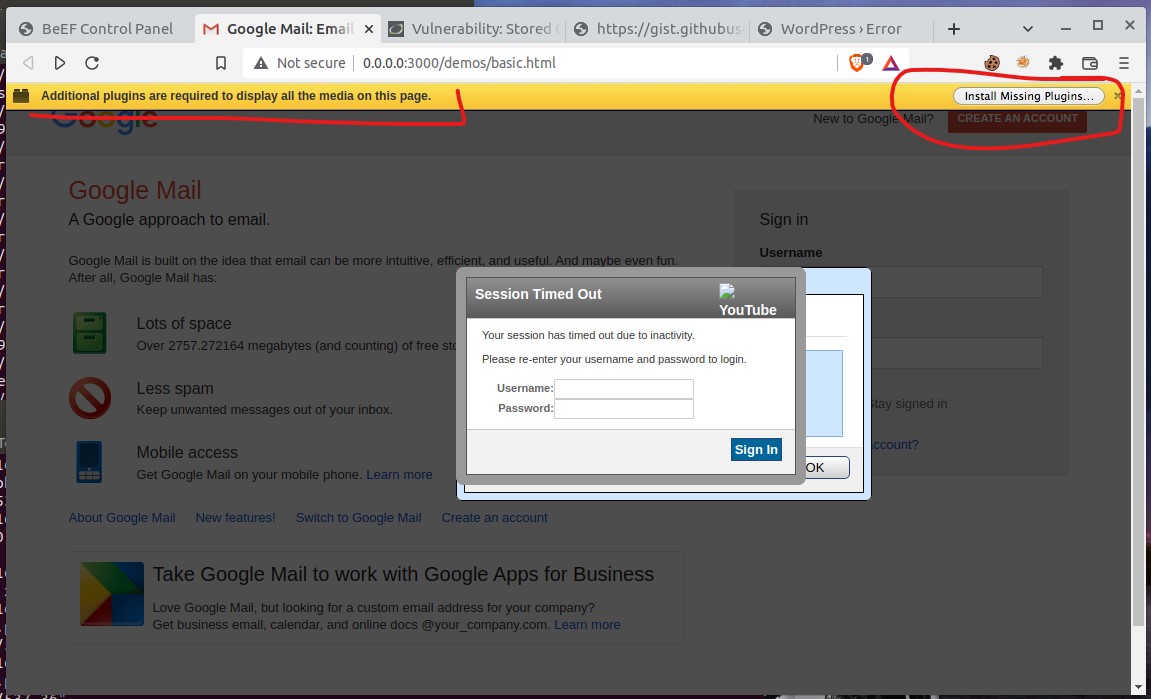 BeEF Control Panel
Google Mail: Email
Vulnerability: Stored
https://gist.githubus
WordPress › Error
Not secure
0.0.0.0:3000/demos/basic.html
1
Additional plugins are required to display all the media on this page.
Install Missing Plugins...
Google
New to Google Mail?
CREATE AN ACCOUNT
Google Mail
A Google approach to email.
Google Mail is built on the idea that email can be more intuitive, efficient, and useful. And maybe even fun.
After all, Google Mail has:
Lots of space
Over 2757.272164 megabytes (and counting) of free sto
Less spam
Keep unwanted messages out of your inbox.
Mobile access
Get Google Mail on your mobile phone. Learn more
About Google Mail New features! Switch to Google Mail Create an account
Take Google Mail to work with Google Apps for Business
Love Google Mail, but looking for a custom email address for your company?
Get business email, calendar, and online docs @your_company.com. Learn more
Sign in
Username
Stay signed in
ccount?
Session Timed Out
YouTube
Your session has timed out due to inactivity.
Please re-enter your username and password to login.
Username:
Password:
Sign In
OK